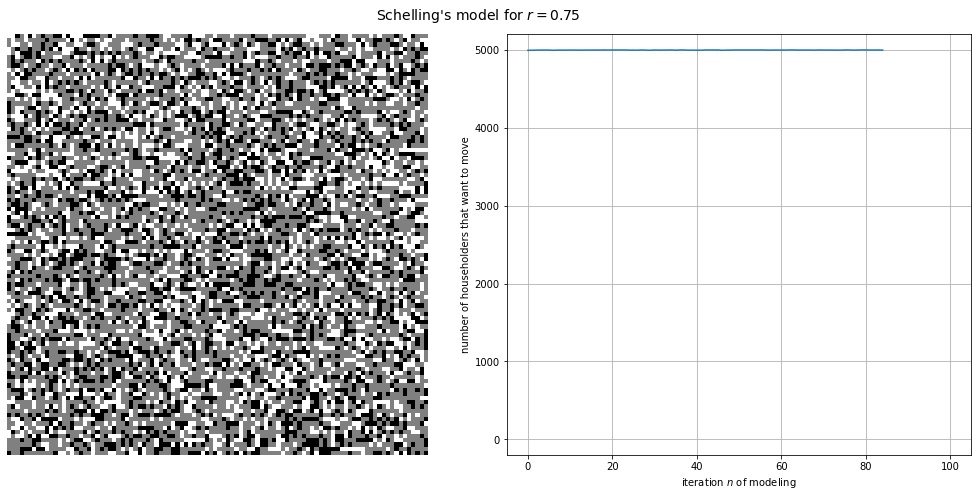 Schelling's model for r = 0.75
number of householders that want to move
5000
4000
3000
2000
1000
0
0 20 40 60 80 100
iteration n of modeling